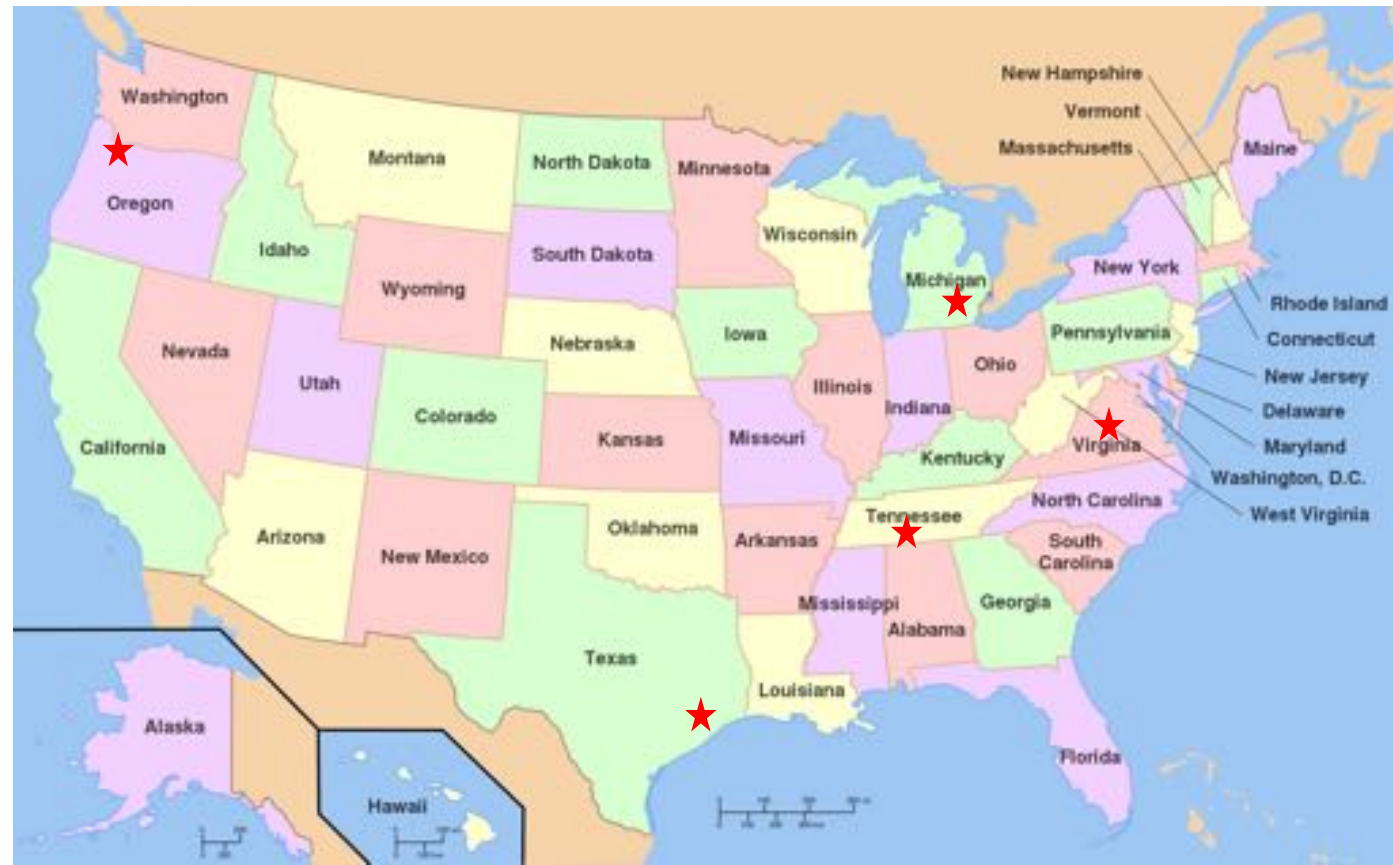 New Hampshire
Washington
Vermont
Massachusetts
Maine
Montana
North Dakota
Minnesota
Oregon
Wisconsin
Idaho
South Dakota
New York
Michigan
Wyoming
Rhode Island
Pennsylvania
Iowa
Connecticut
Nebraska
Nevada
Ohio
New Jersey
Utah
Illinois
Indiana
Delaware
Colorado
Kansas
Missouri
California
Virginia
Maryland
Kentucky
Washington, D.C.
North Carolina
West Virginia
Tennessee
Oklahoma
Arizona
Arkansas
New Mexico
South
Carolina
Mississippi
Georgia
Alabama
Texas
Louisiana
Alaska
Florida
Hawaii